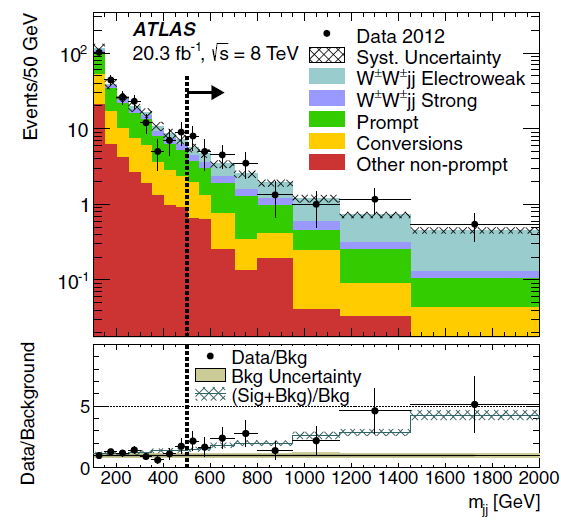 ATLAS
20.3 fb⁻¹, √s = 8 TeV
Data 2012
Syst. Uncertainty
W±W±jj Electroweak
W±W±jj Strong
Prompt
Conversions
Other non-prompt
Events/50 GeV
10²
10
1
10⁻¹
Data/Bkg
Bkg Uncertainty
(Sig+Bkg)/Bkg
Data/Background
5
0
200 400 600 800 1000 1200 1400 1600 1800 2000
mjj [GeV]